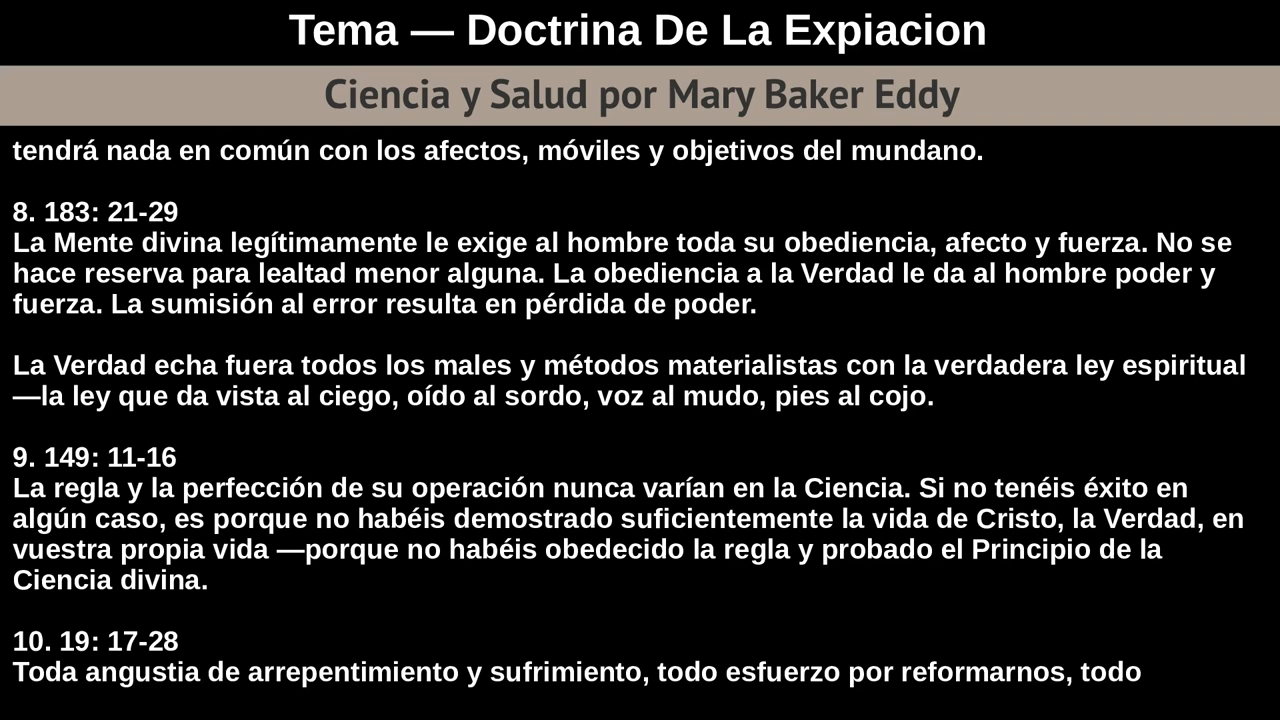 Tema — Doctrina De La Expiacion
Ciencia y Salud por Mary Baker Eddy
tendrá nada en común con los afectos, móviles y objetivos del mundano.
8. 183: 21-29
La Mente divina legítimamente le exige al hombre toda su obediencia, afecto y fuerza. No se
hace reserva para lealtad menor alguna. La obediencia a la Verdad le da al hombre poder y
fuerza. La sumisión al error resulta en pérdida de poder.
La Verdad echa fuera todos los males y métodos materialistas con la verdadera ley espiritual
—la ley que da vista al ciego, oído al sordo, voz al mudo, pies al cojo.
9. 149: 11-16
La regla y la perfección de su operación nunca varían en la Ciencia. Si no tenéis éxito en
algún caso, es porque no habéis demostrado suficientemente la vida de Cristo, la Verdad, en
vuestra propia vida —porque no habéis obedecido la regla y probado el Principio de la
Ciencia divina.
10. 19: 17-28
Toda angustia de arrepentimiento y sufrimiento, todo esfuerzo por reformarnos, todo